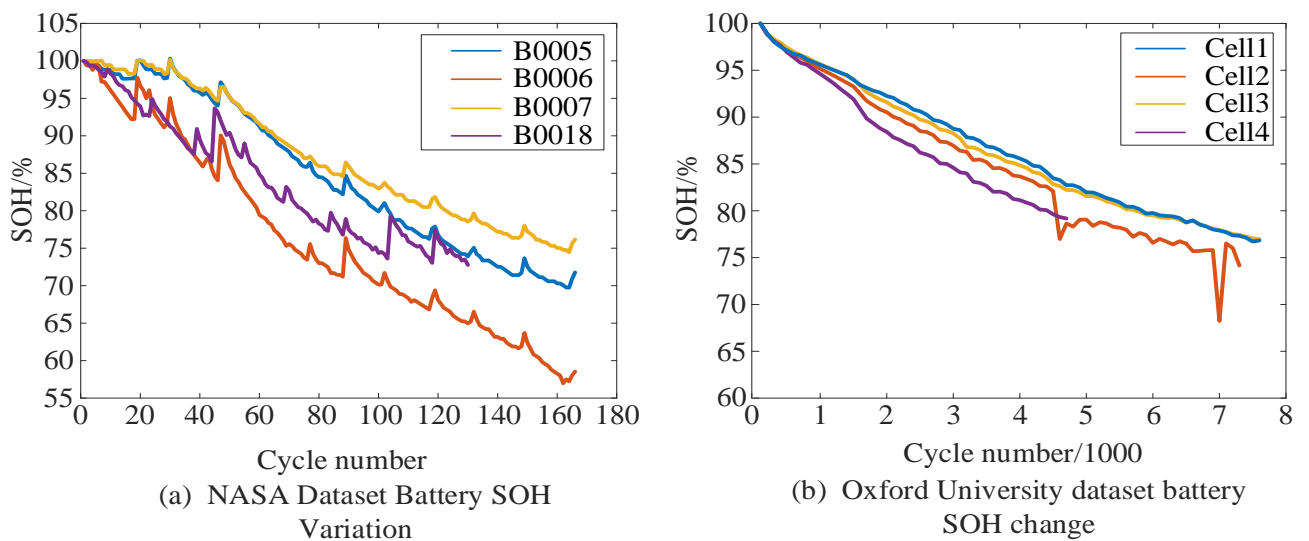 105
100
95
90
85
80
75
70
65
60
55
SOH/%
0
20
40
60
80
100
120
140
160
180
Cycle number
B0005
B0006
B0007
B0018
(a) NASA Dataset Battery SOH
Variation
100
95
90
85
80
75
70
65
60
SOH/%
0
1
2
3
4
5
6
7
8
Cycle number/1000
Cell1
Cell2
Cell3
Cell4
(b) Oxford University dataset battery
SOH change